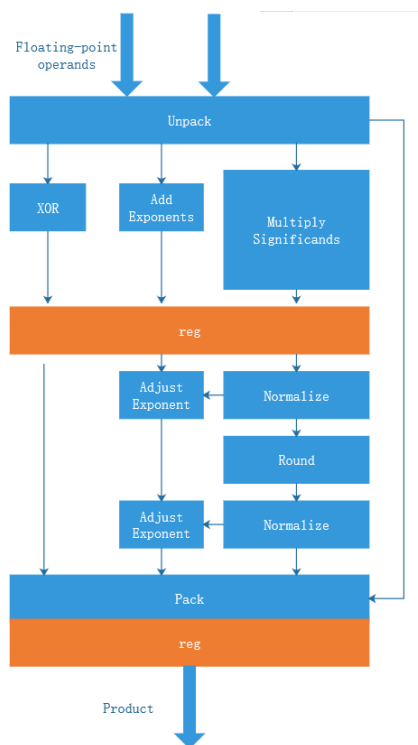 Floating-point
operands
Unpack
XOR
Add
Exponents
Multiply
Significands
reg
Adjust
Exponent
Normalize
Round
Adjust
Exponent
Normalize
Pack
reg
Product